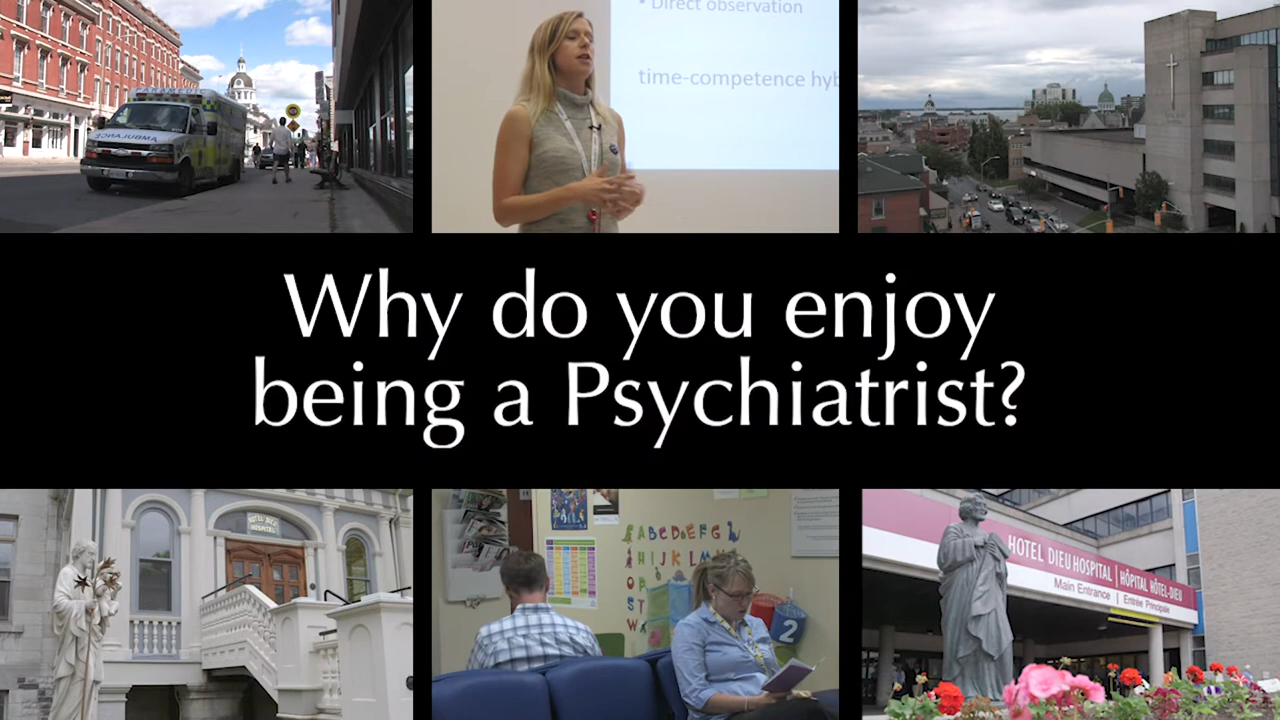 AMBULANCE
• Direct observation
time-competence hyb
Why do you enjoy
being a Psychiatrist?
HOTEL DIEU
HOSPITAL
ABCDEFG
HIJKLM
HOTEL DIEU HOSPITAL | HÔPITAL HÔTEL-DIEU
Main Entrance | Entrée Principale
2